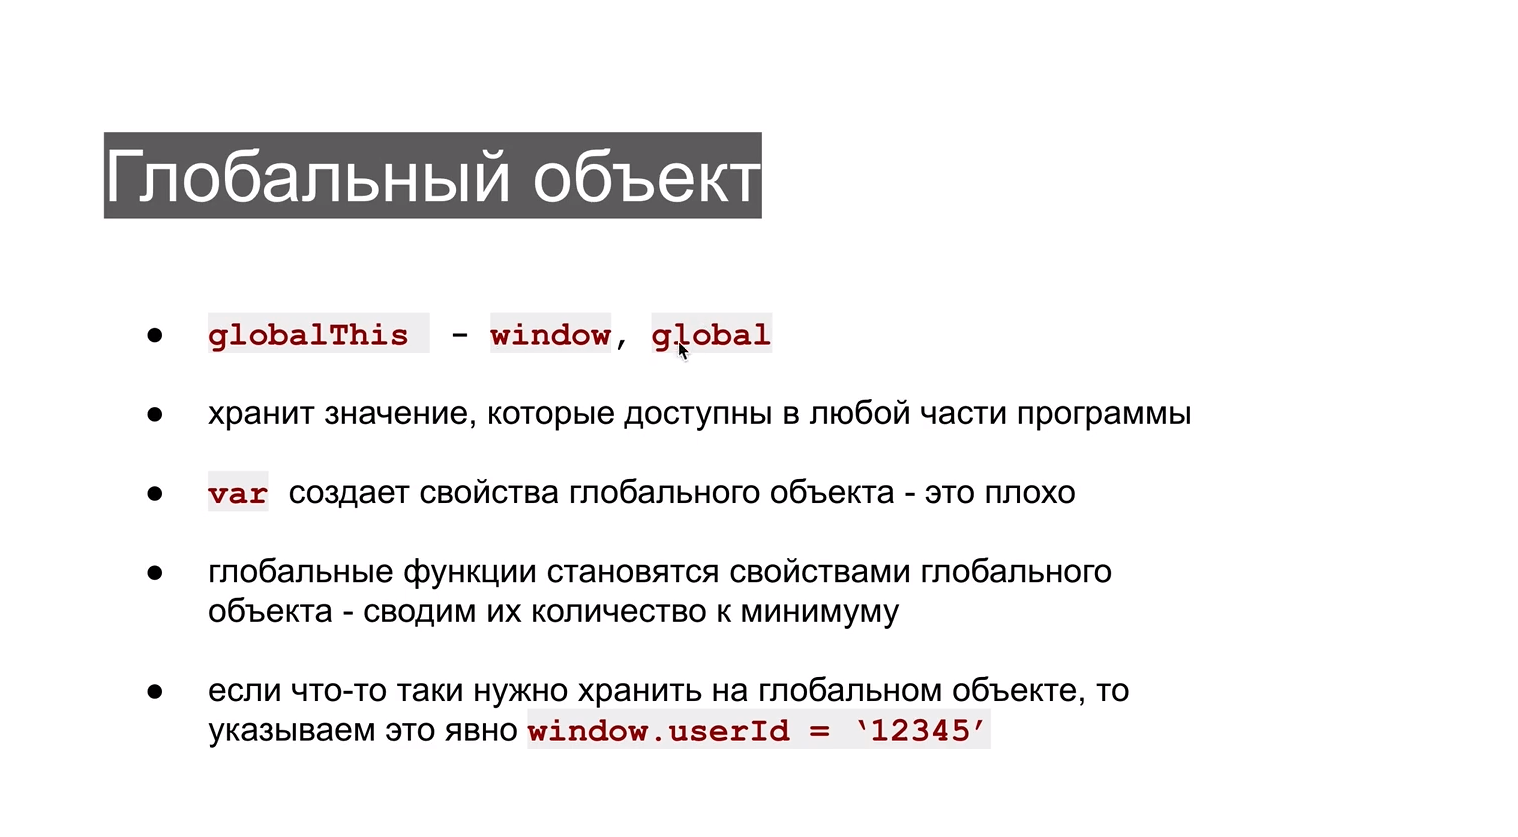 Глобальный объект
● globalThis - window, global
● хранит значение, которые доступны в любой части программы
● var создает свойства глобального объекта - это плохо
● глобальные функции становятся свойствами глобального
объекта - сводим их количество к минимуму
● если что-то таки нужно хранить на глобальном объекте, то
указываем это явно window.userId = ‘12345’